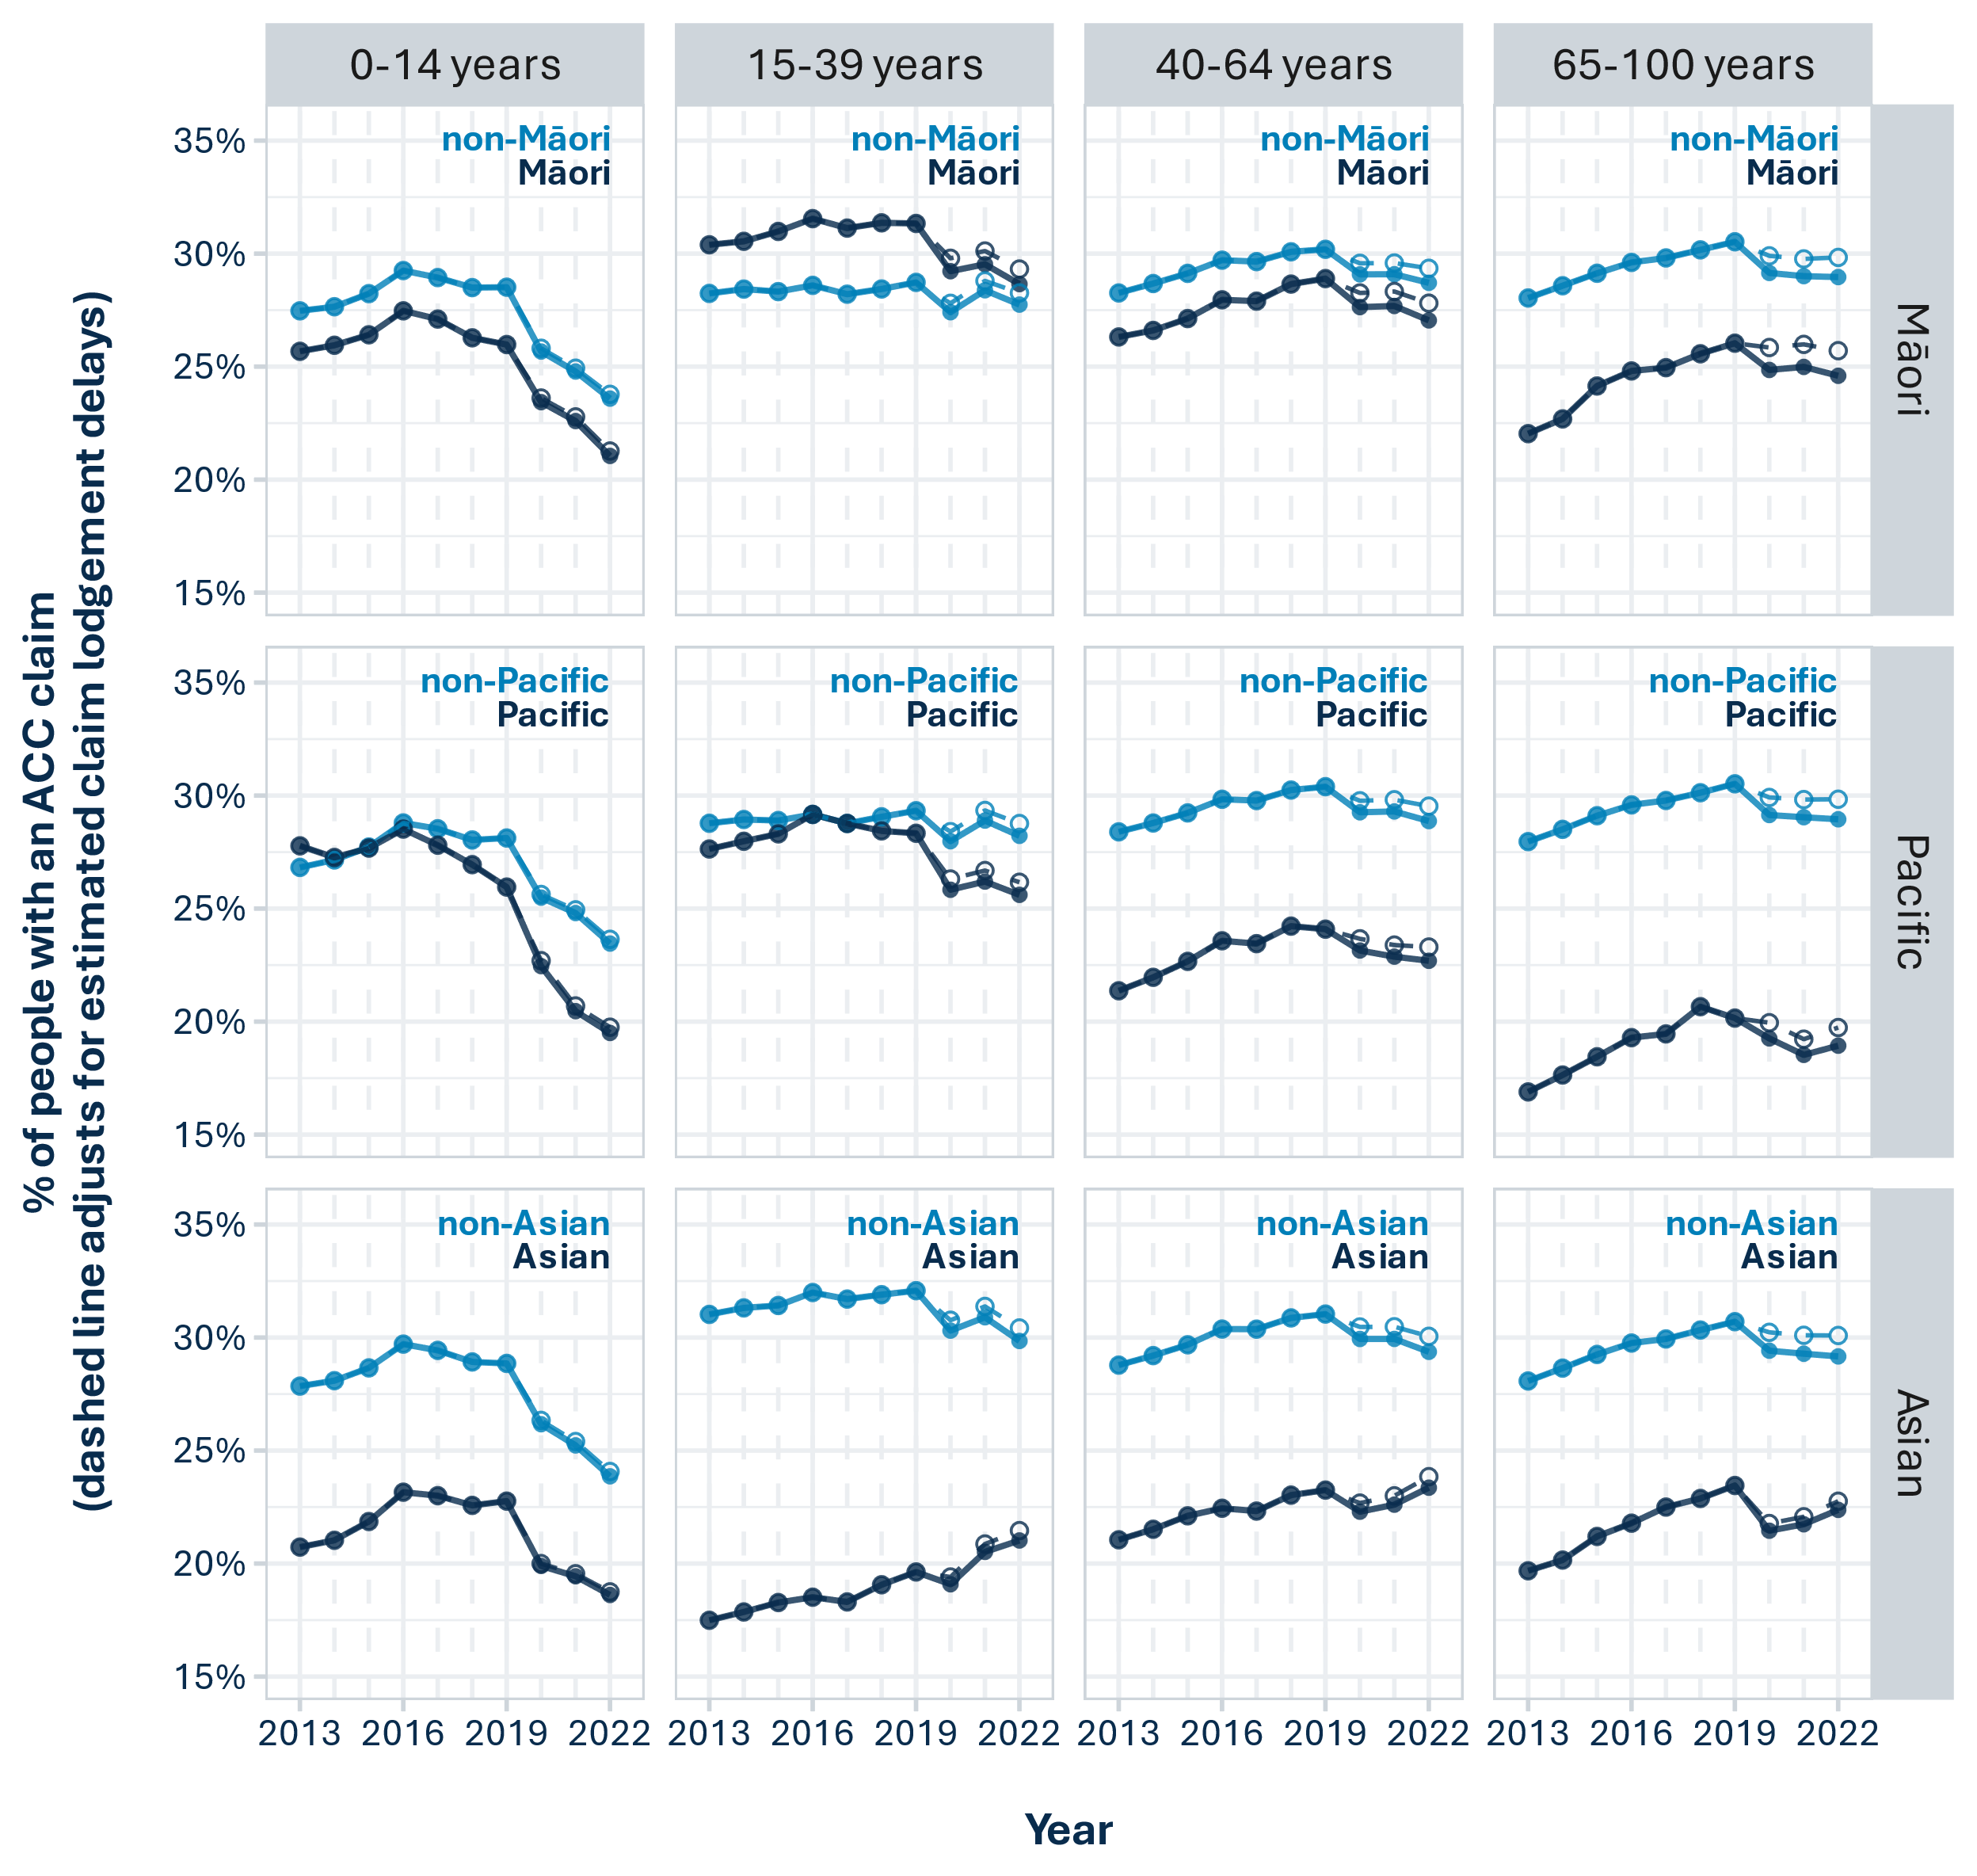 0-14 years
15-39 years
40-64 years
65-100 years
% of people with an ACC claim
(dashed line adjusts for estimated claim lodgement delays)
35%
30%
25%
20%
15%
non-Māori
Māori
non-Māori
Māori
non-Māori
Māori
non-Māori
Māori
Māori
35%
30%
25%
20%
15%
non-Pacific
Pacific
non-Pacific
Pacific
non-Pacific
Pacific
non-Pacific
Pacific
Pacific
35%
30%
25%
20%
15%
non-Asian
Asian
non-Asian
Asian
non-Asian
Asian
non-Asian
Asian
Asian
2013 2016 2019 2022
2013 2016 2019 2022
2013 2016 2019 2022
2013 2016 2019 2022
Year